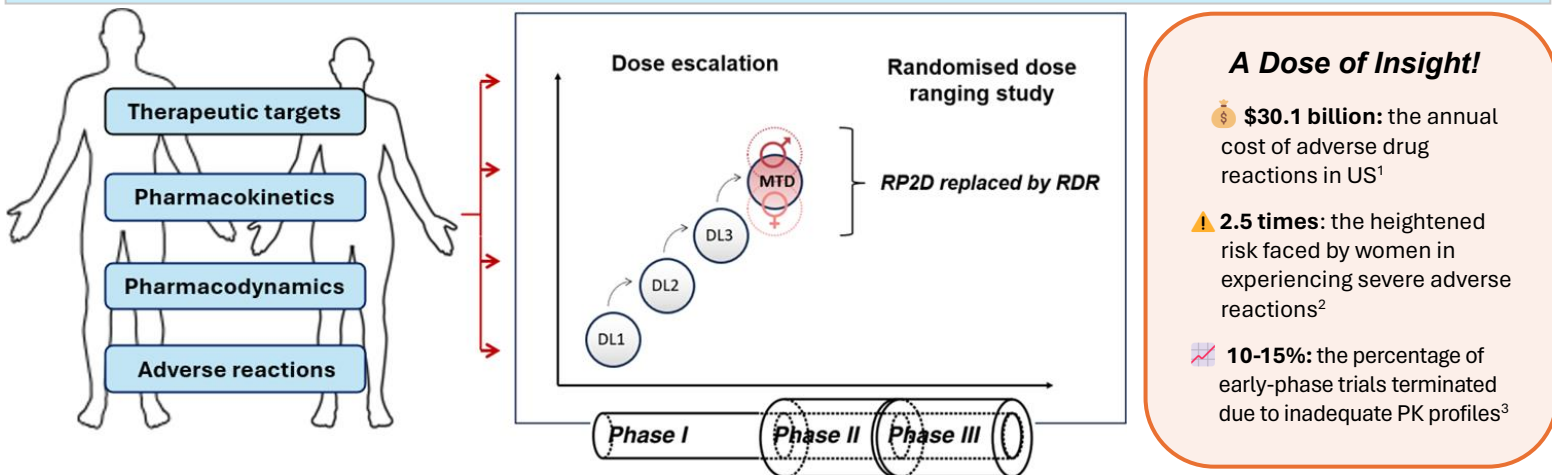 Therapeutic targets
Pharmacokinetics
Pharmacodynamics
Adverse reactions
Dose escalation
Randomised dose
ranging study
MTD
RP2D replaced by RDR
DL3
DL2
DL1
Phase I
Phase II
Phase III
A Dose of Insight!
$30.1 billion: the annual
cost of adverse drug
reactions in US¹
2.5 times: the heightened
risk faced by women in
experiencing severe adverse
reactions²
10-15%: the percentage of
early-phase trials terminated
due to inadequate PK profiles³